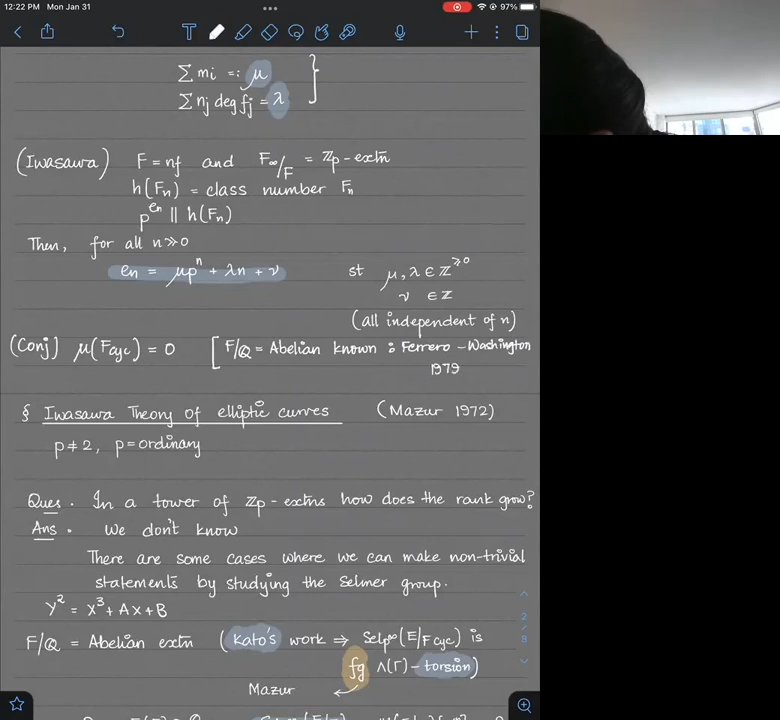 12:22 PM Mon Jan 31
97%
∑ mi =: μ
∑ nj deg fj = λ
(Iwasawa) F = nf and F∞/F = Zp - extn
h(Fn) = class number Fn
p^en || h(Fn)
Then, for all n ≫ 0
en = μp^n + λn + ν st μ, λ ∈ Z^≥0
ν ∈ Z
(all independent of n)
(Conj) μ(Fcyc) = 0 [ F/Q = Abelian known : Ferrero - Washington
1979
§ Iwasawa Theory of elliptic curves (Mazur 1972)
p ≠ 2, p = ordinary
Ques. In a tower of Zp - extns how does the rank grow?
Ans. We don't know
There are some cases where we can make non-trivial
statements by studying the Selmer group.
Y² = X³ + AX + B
F/Q = Abelian extn (Kato's work ⇒ Selp∞(E/Fcyc) is
fg Λ(Γ) - torsion)
Mazur
2
8